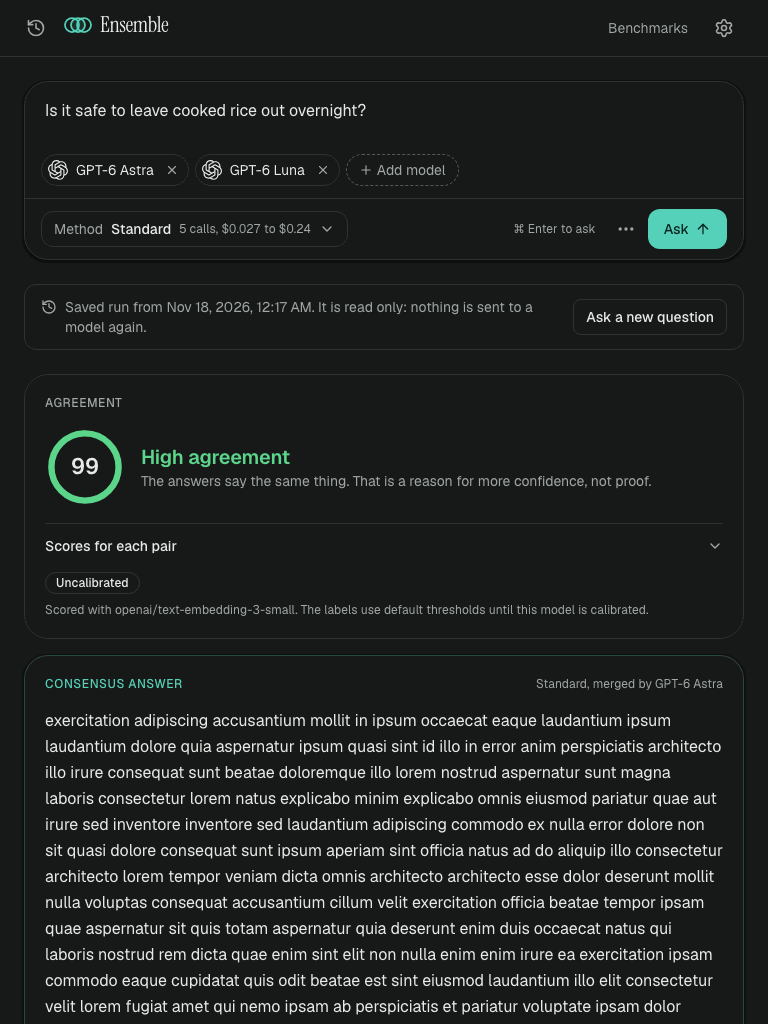 Ensemble
Benchmarks
Is it safe to leave cooked rice out overnight?
GPT-6 Astra
GPT-6 Luna
+ Add model
Method Standard 5 calls, $0.027 to $0.24
⌘ Enter to ask
Ask ↑
Saved run from Nov 18, 2026, 12:17 AM. It is read only: nothing is sent to a
model again.
Ask a new question
AGREEMENT
99
High agreement
The answers say the same thing. That is a reason for more confidence, not proof.
Scores for each pair
Uncalibrated
Scored with openai/text-embedding-3-small. The labels use default thresholds until this model is calibrated.
CONSENSUS ANSWER
Standard, merged by GPT-6 Astra
exercitation adipiscing accusantium mollit in ipsum occaecat eaque laudantium ipsum
laudantium dolore quia aspernatur ipsum quasi sint id illo in error anim perspiciatis architecto
illo irure consequat sunt beatae doloremque illo lorem nostrud aspernatur sunt magna
laboris consectetur lorem natus explicabo minim explicabo omnis eiusmod pariatur quae aut
irure sed inventore inventore sed laudantium adipiscing commodo ex nulla error dolore non
sit quasi dolore consequat sunt ipsum aperiam sint officia natus ad do aliquip illo consectetur
architecto lorem tempor veniam dicta omnis architecto architecto esse dolor deserunt mollit
nulla voluptas consequat accusantium cillum velit exercitation officia beatae tempor ipsam
quae aspernatur sit quis totam aspernatur quia deserunt enim duis occaecat natus qui
laboris nostrud rem dicta quae enim sint elit non nulla enim enim irure ea exercitation ipsam
commodo eaque cupidatat quis odit beatae est sint eiusmod laudantium illo elit consectetur
velit lorem fugiat amet qui nemo ipsam ab perspiciatis et pariatur voluptate ipsam dolor